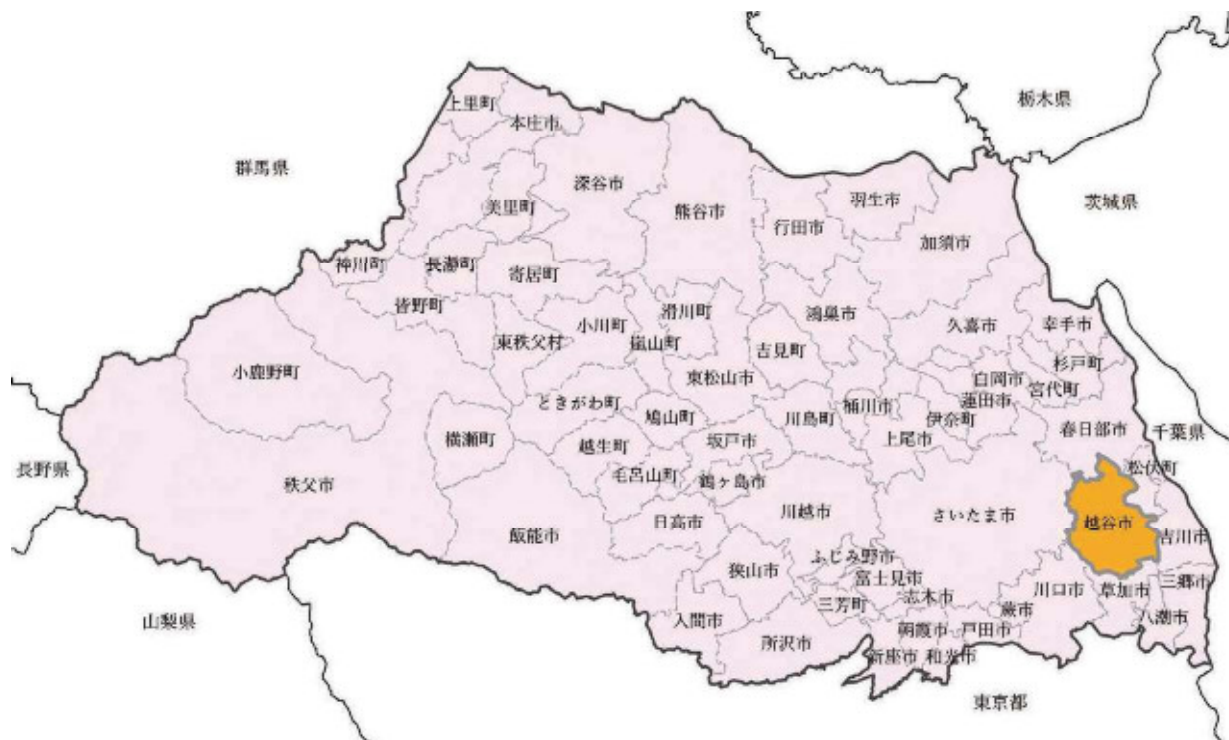 栃木県
上里町
本庄市
群馬県
深谷市
羽生市
茨城県
美里町
熊谷市
行田市
加須市
神川町
長瀞町
寄居町
皆野町
滑川町
鴻巣市
久喜市
幸手市
小川町
東秩父村
嵐山町
吉見町
杉戸町
小鹿野町
東松山市
白岡市
宮代町
ときがわ町
鳩山町
川島町
桶川市
蓮田市
伊奈町
横瀬町
越生町
坂戸市
上尾市
春日部市
千葉県
長野県
秩父市
毛呂山町
鶴ヶ島市
松伏町
飯能市
日高市
川越市
さいたま市
越谷市
吉川市
ふじみ野市
狭山市
富士見市
川口市
草加市
三郷市
志木市
三芳町
蕨市
山梨県
入間市
八潮市
所沢市
朝霞市
戸田市
新座市
和光市
東京都